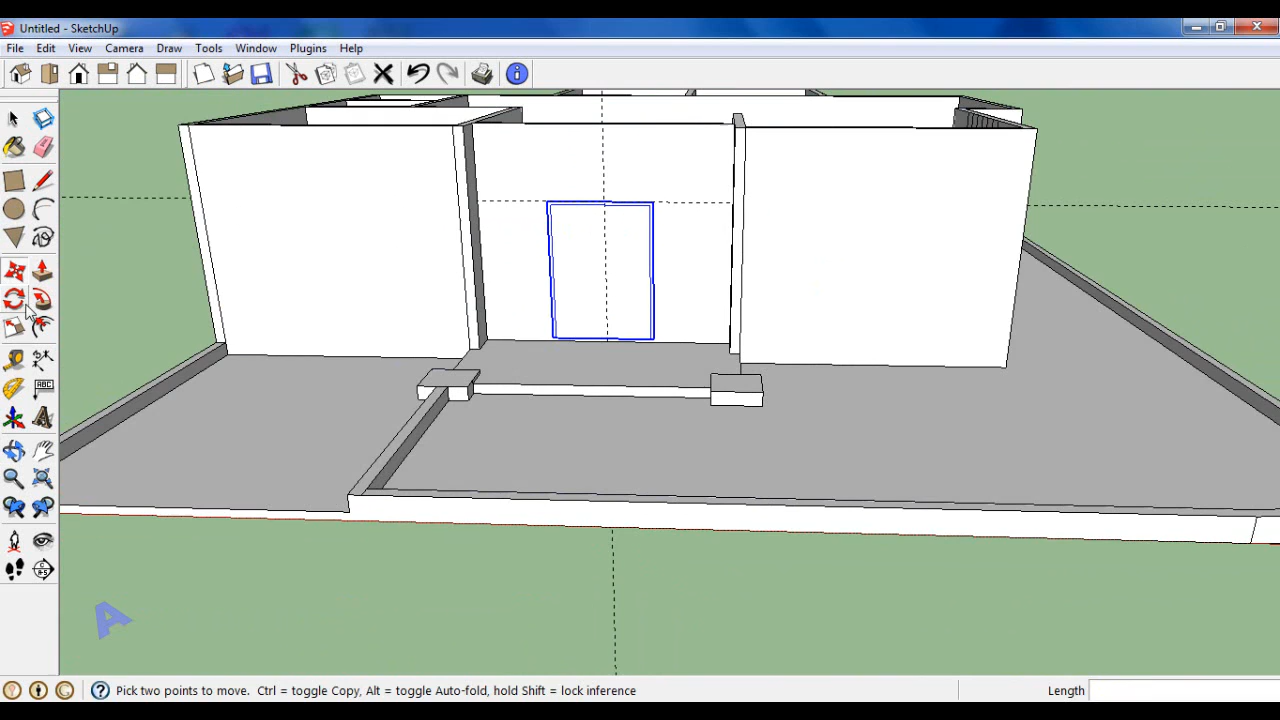 Untitled - SketchUp
File Edit View Camera Draw Tools Window Plugins Help
ABC
A
A
Pick two points to move.  Ctrl = toggle Copy, Alt = toggle Auto-fold, hold Shift = lock inference
Length